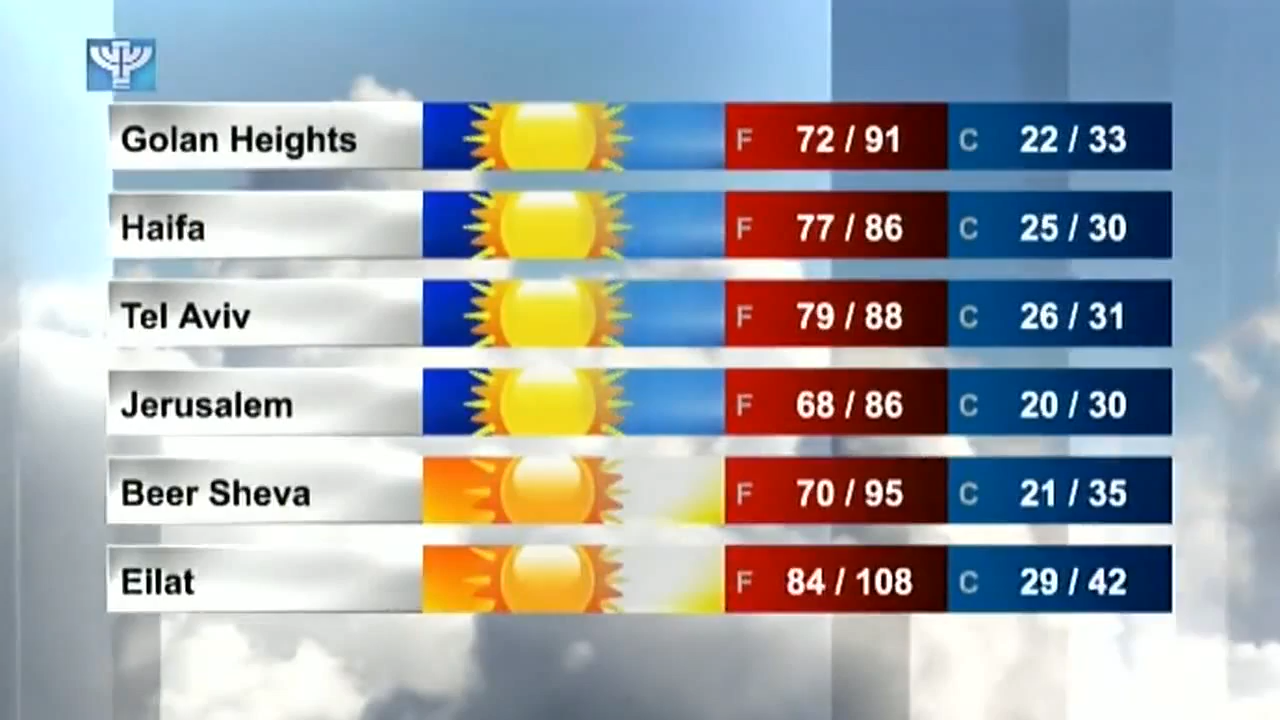 Golan Heights F 72 / 91 C 22 / 33
Haifa F 77 / 86 C 25 / 30
Tel Aviv F 79 / 88 C 26 / 31
Jerusalem F 68 / 86 C 20 / 30
Beer Sheva F 70 / 95 C 21 / 35
Eilat F 84 / 108 C 29 / 42